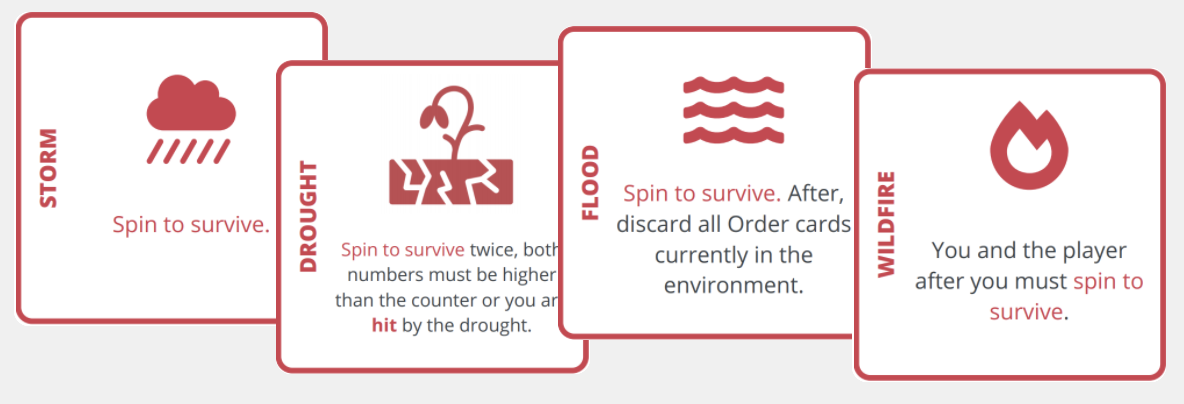 STORM
Spin to survive.
DROUGHT
Spin to survive twice, both
numbers must be higher
than the counter or you
hit by the drought.
FLOOD
Spin to survive. After,
discard all Order cards
currently in the
environment.
WILDFIRE
You and the player
after you must spin to
survive.